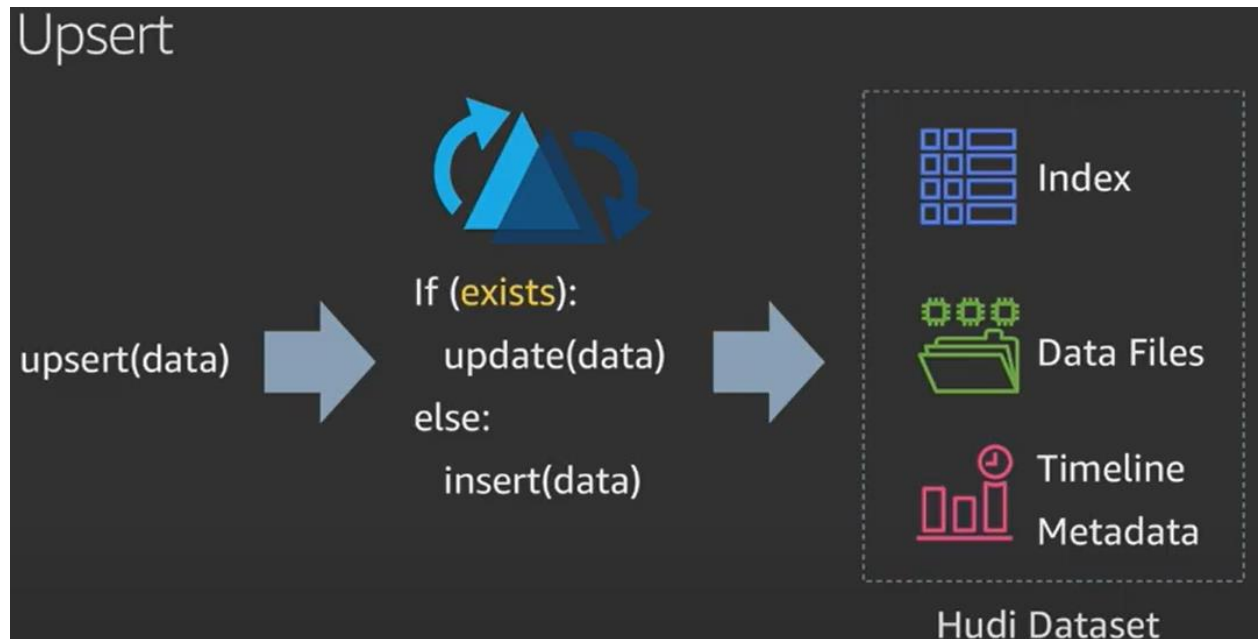 Upsert
upsert(data)
If (exists):
update(data)
else:
insert(data)
Index
Data Files
Timeline
Metadata
Hudi Dataset